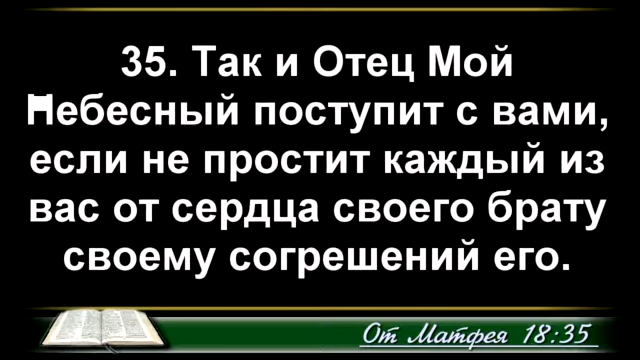 35. Так и Отец Мой
Небесный поступит с вами,
если не простит каждый из
вас от сердца своего брату
своему согрешений его.
От Матфея 18:35